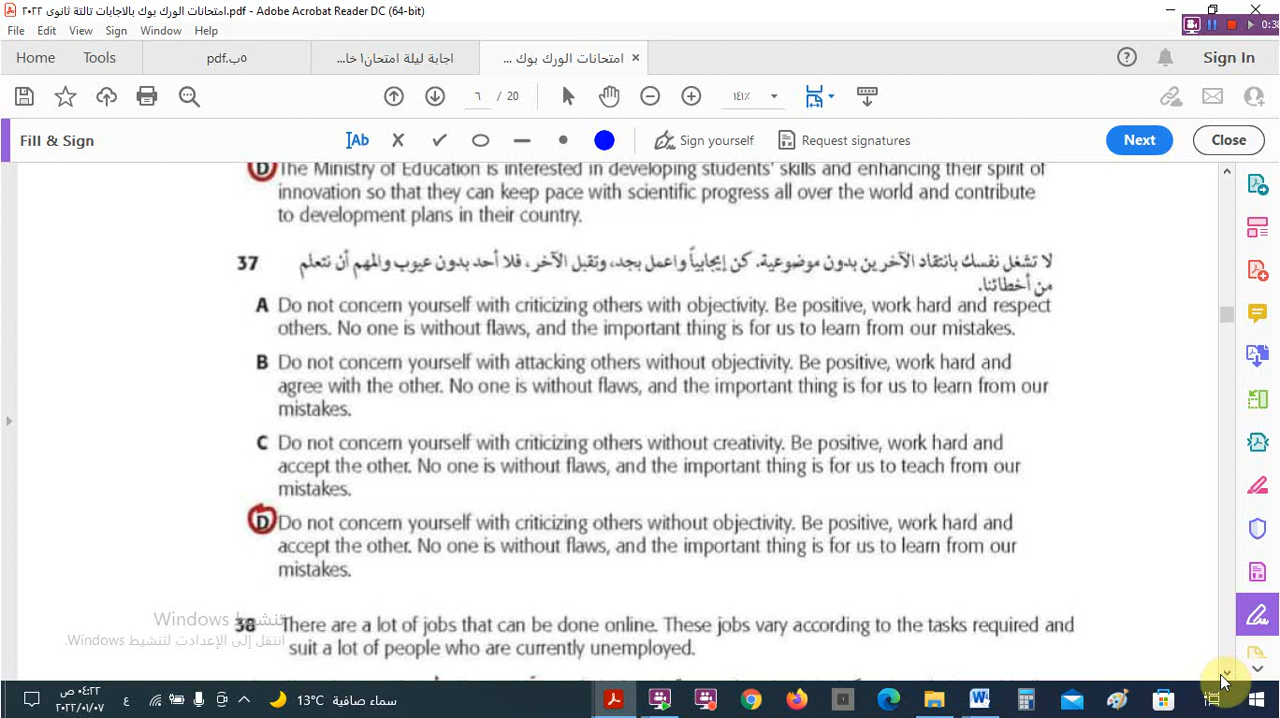 امتحانات الورك بوك بالاجابات تالتة ثانوى ٢٠٢٢.pdf - Adobe Acrobat Reader DC (64-bit)
File Edit View Sign Window Help
0:38
Home Tools ٥ب.pdf اجابة ليلة امتحان١ خا... امتحانات الورك بوك ... × Sign In
٦ / 20 ١٤١٪
Fill & Sign Ab Sign yourself Request signatures Next Close
D The Ministry of Education is interested in developing students' skills and enhancing their spirit of
innovation so that they can keep pace with scientific progress all over the world and contribute
to development plans in their country.
37 لا تشغل نفسك بانتقاد الآخرين بدون موضوعية. كن إيجابياً واعمل بجد، وتقبل الآخر، فلا أحد بدون عيوب والمهم أن نتعلم
من أخطائنا.
A Do not concern yourself with criticizing others with objectivity. Be positive, work hard and respect
others. No one is without flaws, and the important thing is for us to learn from our mistakes.
B Do not concern yourself with attacking others without objectivity. Be positive, work hard and
agree with the other. No one is without flaws, and the important thing is for us to learn from our
mistakes.
C Do not concern yourself with criticizing others without creativity. Be positive, work hard and
accept the other. No one is without flaws, and the important thing is for us to teach from our
mistakes.
D Do not concern yourself with criticizing others without objectivity. Be positive, work hard and
accept the other. No one is without flaws, and the important thing is for us to learn from our
mistakes.
تنشيط Windows
38 There are a lot of jobs that can be done online. These jobs vary according to the tasks required and
انتقل إلى الإعدادت لتنشيط Windows.
suit a lot of people who are currently unemployed.
٠٤:٢٢ ص
٢٠٢٢/٠١/٠٧
ع
13°C سماء صافية